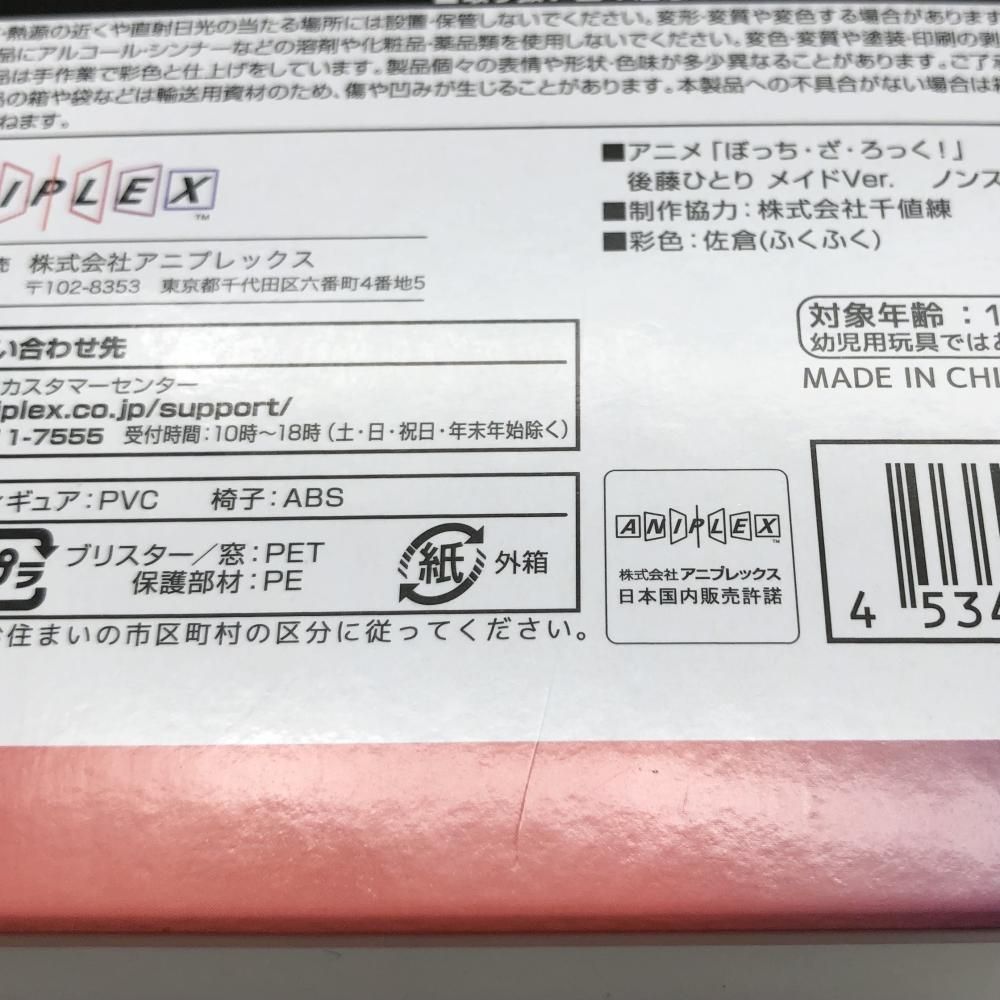 熱源の近くや直射日光の当たる場所には設置・保管しないでください。変形・変質や変色する場合があります
品にアルコール・シンナーなどの溶剤や化粧品・薬品類を使用しないでください。変色・変質や塗装・印刷の剥
品は手作業で彩色と仕上げをしています。製品個々の表情や形状・色味が多少異なることがあります。ご了承
の箱や袋などは輸送用資材のため、傷や凹みが生じることがあります。本製品への不具合がない場合は
ねます。
NIPLEX
TM
売 株式会社アニプレックス
〒102-8353 東京都千代田区六番町4番地5
い合わせ先
カスタマーセンター
iplex.co.jp/support/
11-7555 受付時間:10時〜18時(土・日・祝日・年末年始除く)
ィギュア:PVC 椅子:ABS
プラ
ブリスター/窓:PET
保護部材:PE
紙 外箱
お住まいの市区町村の区分に従ってください。
■アニメ「ぼっち・ざ・ろっく!」
後藤ひとり メイドVer. ノンス
■制作協力:株式会社千値練
■彩色:佐倉(ふくふく)
対象年齢:1
幼児用玩具では
MADE IN CHI
ANIPLEX
TM
株式会社アニプレックス
日本国内販売許諾
4 534